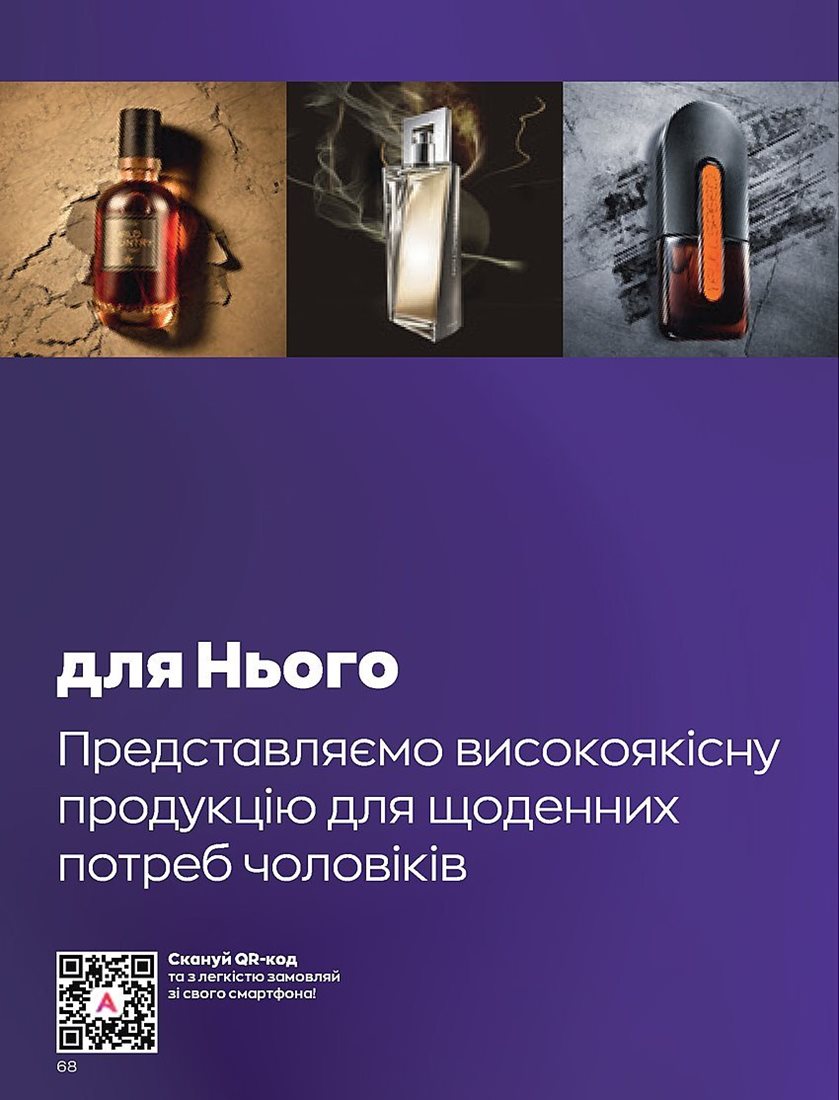 COUNTRY
для Нього
Представляємо високоякісну
продукцію для щоденних
потреб чоловіків
Скануй QR-код
та з легкістю замовляй
зі свого смартфона!
68